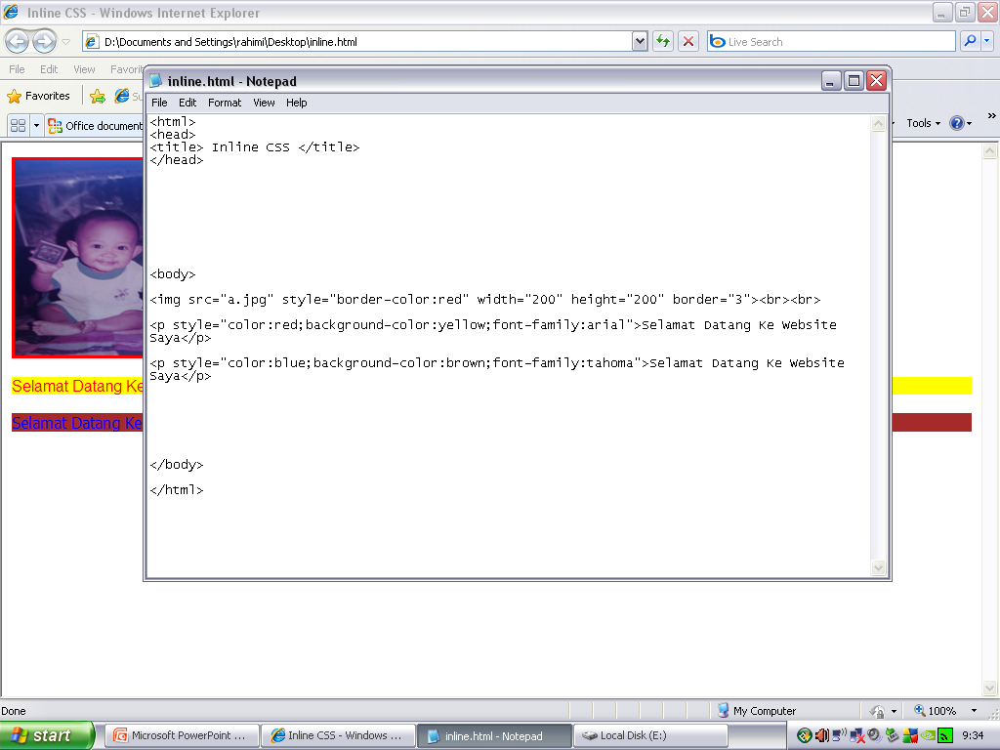 Inline CSS - Windows Internet Explorer
D:\Documents and Settings\rahimi\Desktop\inline.html
Live Search
File Edit View
Favorites
Office document
Tools
inline.html - Notepad
File Edit Format View Help
<html>
<head>
<title> Inline CSS </title>
</head>
<body>
<img src="a.jpg" style="border-color:red" width="200" height="200" border="3"><br><br>
<p style="color:red;background-color:yellow;font-family:arial">Selamat Datang Ke Website
Saya</p>
<p style="color:blue;background-color:brown;font-family:tahoma">Selamat Datang Ke Website
Saya</p>
</body>
</html>
Selamat Datang Ke
Selamat Datang Ke
Done
My Computer
100%
start
Microsoft PowerPoint ...
Inline CSS - Windows ...
inline.html - Notepad
Local Disk (E:)
9:34